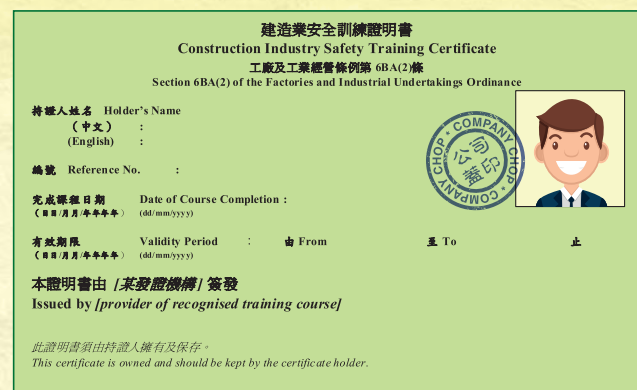 建造業安全訓練證明書
Construction Industry Safety Training Certificate
工廠及工業經營條例第 6BA(2)條
Section 6BA(2) of the Factories and Industrial Undertakings Ordinance
持證人姓名 Holder's Name
（中文） :
(English) :
編號 Reference No. :
完成課程日期 Date of Course Completion :
（日日/月月/年年年年） (dd/mm/yyyy)
有效期限 Validity Period : 由 From 至 To 止
（日日/月月/年年年年） (dd/mm/yyyy)
本證明書由 [某發證機構] 簽發
Issued by [provider of recognised training course]
此證明書須由持證人擁有及保存。
This certificate is owned and should be kept by the certificate holder.
COMPANY CHOP * COMPANY CHOP *
公司
蓋印